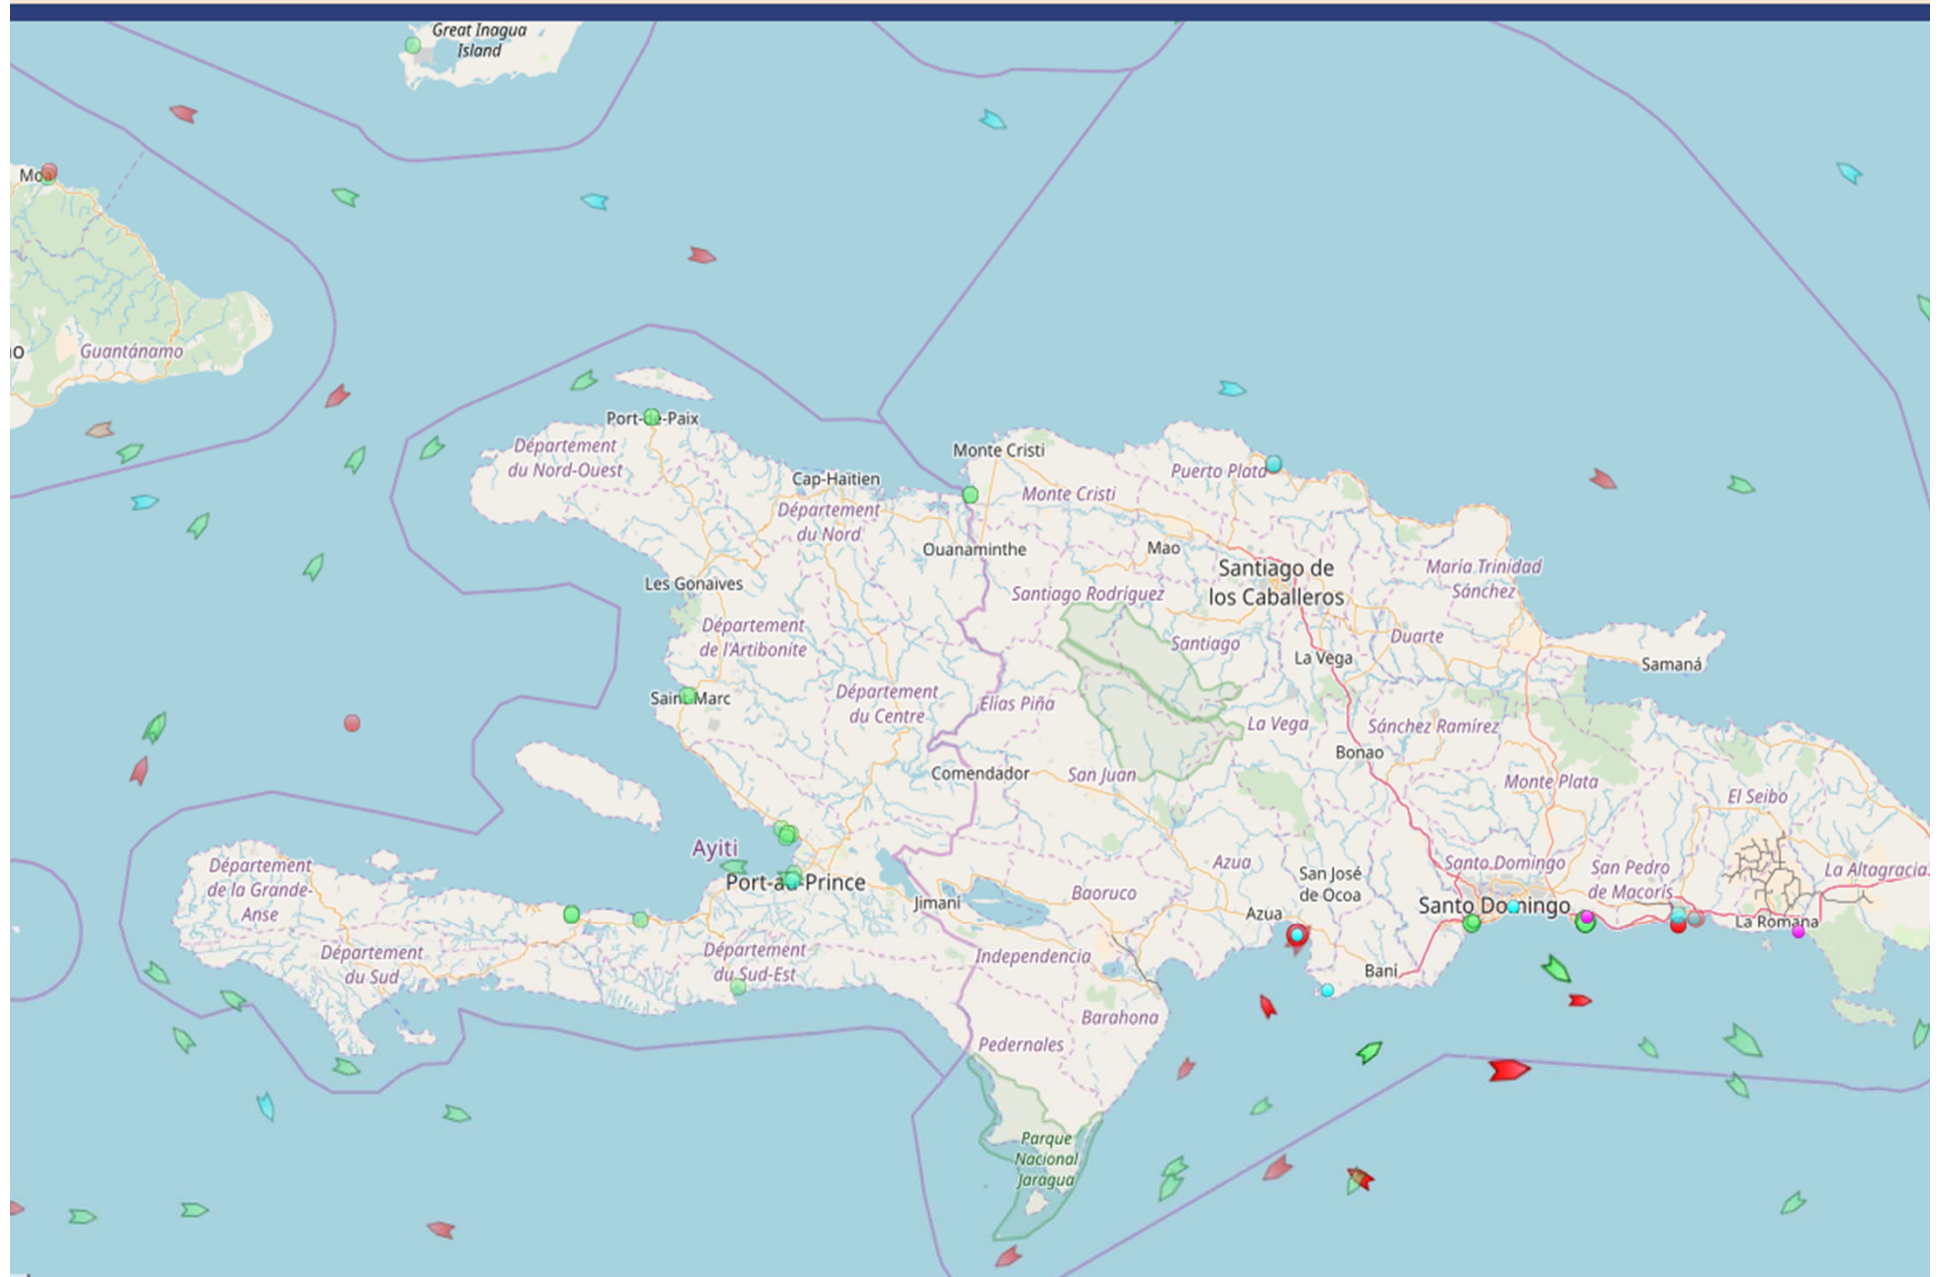 Great Inagua
Island
Moa
Guantánamo
Port-de-Paix
Département
du Nord-Ouest
Cap-Haïtien
Département
du Nord
Monte Cristi
Monte Cristi
Puerto Plata
Ouanaminthe
Mao
Santiago de
los Caballeros
María Trinidad
Sánchez
Les Gonaïves
Santiago Rodríguez
Département
de l'Artibonite
Santiago
Duarte
La Vega
Samaná
Saint-Marc
Département
du Centre
Elías Piña
La Vega
Sánchez Ramírez
Bonao
Comendador
San Juan
Monte Plata
El Seibo
Ayiti
Port-au-Prince
Département
de la Grande-
Anse
Jimaní
Baoruco
Azua
San José
de Ocoa
Azua
Santo Domingo
Santo Domingo
San Pedro
de Macorís
La Altagracia
La Romana
Département
du Sud
Département
du Sud-Est
Independencia
Baní
Barahona
Pedernales
Parque
Nacional
Jaragua